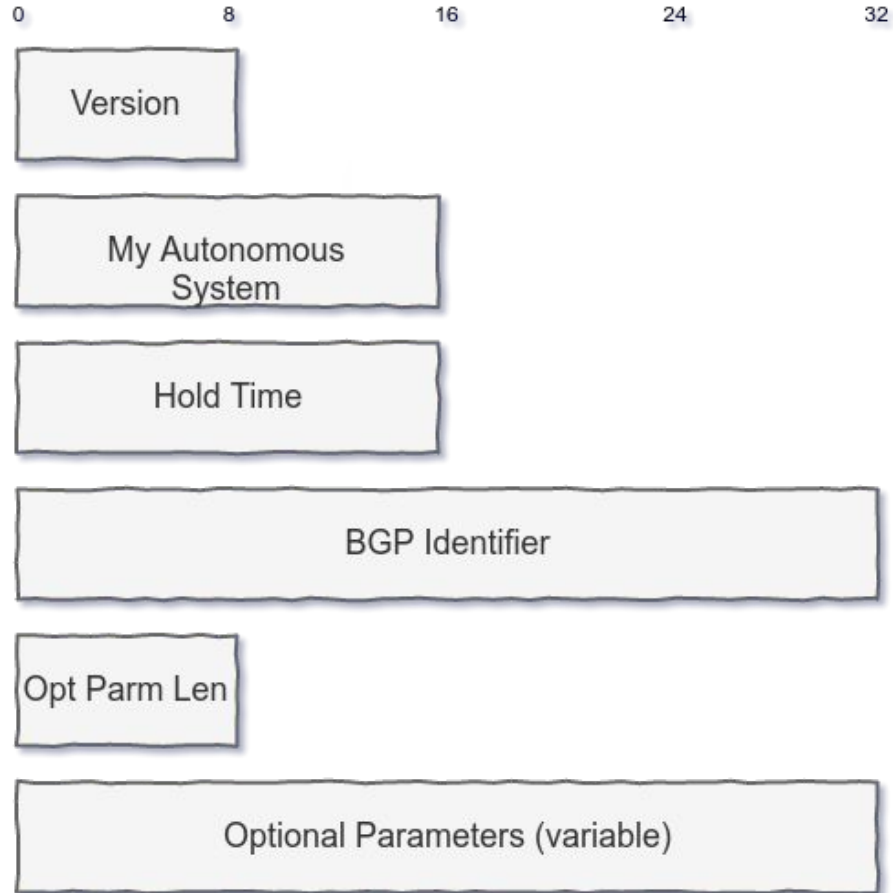 0 8 16 24 32
Version
My Autonomous
System
Hold Time
BGP Identifier
Opt Parm Len
Optional Parameters (variable)